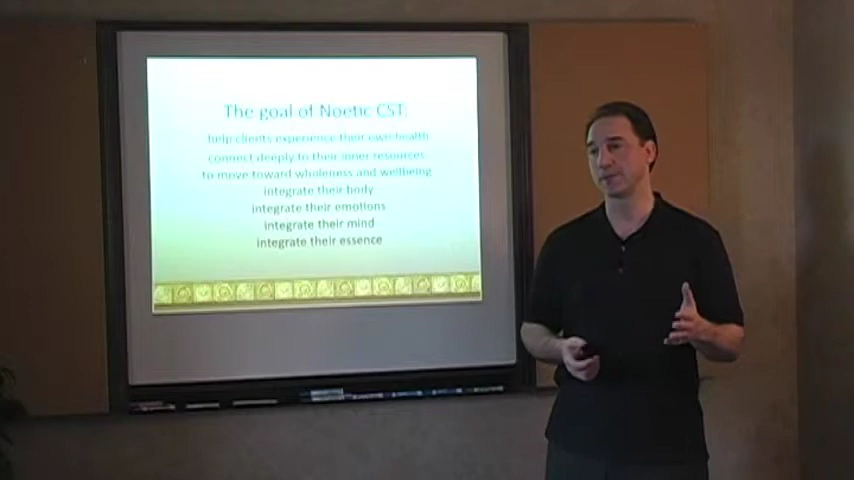 The goal of Noetic CST:
help clients experience their own health
connect deeply to their inner resources
to move toward wholeness and wellbeing
integrate their body
integrate their emotions
integrate their mind
integrate their essence